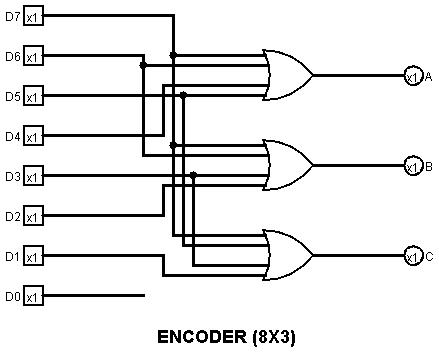 D7 x1
D6 x1
x1 A
D5 x1
D4 x1
x1 B
D3 x1
D2 x1
D1 x1
x1 C
D0 x1
ENCODER (8X3)